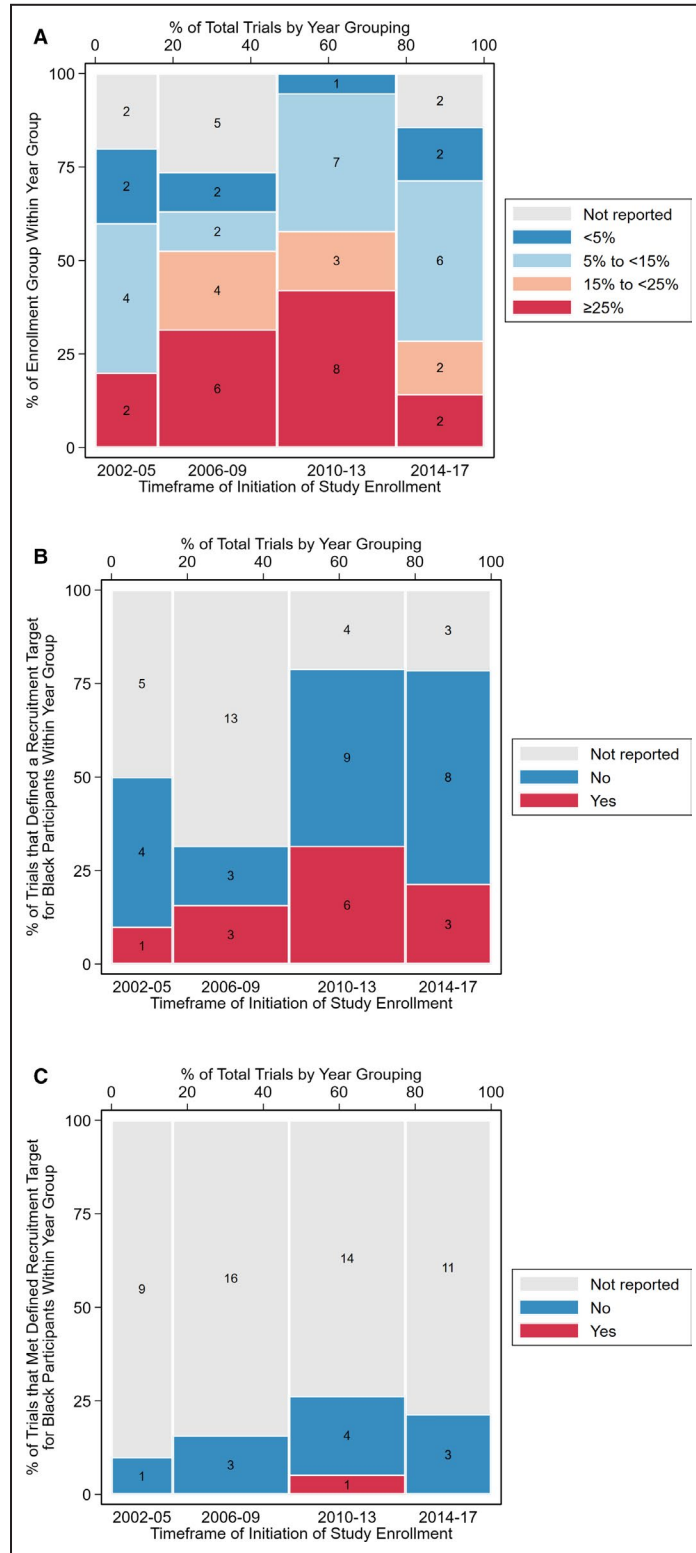 A
% of Total Trials by Year Grouping
0 20 40 60 80 100
% of Enrollment Group Within Year Group
100
75
50
25
0
2 5 1 2
2 2 7 2
4 2 3 6
2 4 8 2
6 2
2002-05 2006-09 2010-13 2014-17
Timeframe of Initiation of Study Enrollment
Not reported
<5%
5% to <15%
15% to <25%
≥25%
B
% of Total Trials by Year Grouping
0 20 40 60 80 100
% of Trials that Defined a Recruitment Target
for Black Participants Within Year Group
100
75
50
25
0
5 13 4 3
4 3 9 8
1 3 6 3
2002-05 2006-09 2010-13 2014-17
Timeframe of Initiation of Study Enrollment
Not reported
No
Yes
C
% of Total Trials by Year Grouping
0 20 40 60 80 100
% of Trials that Met Defined Recruitment Target
for Black Participants Within Year Group
100
75
50
25
0
9 16 14 11
1 3 4 3
1
2002-05 2006-09 2010-13 2014-17
Timeframe of Initiation of Study Enrollment
Not reported
No
Yes